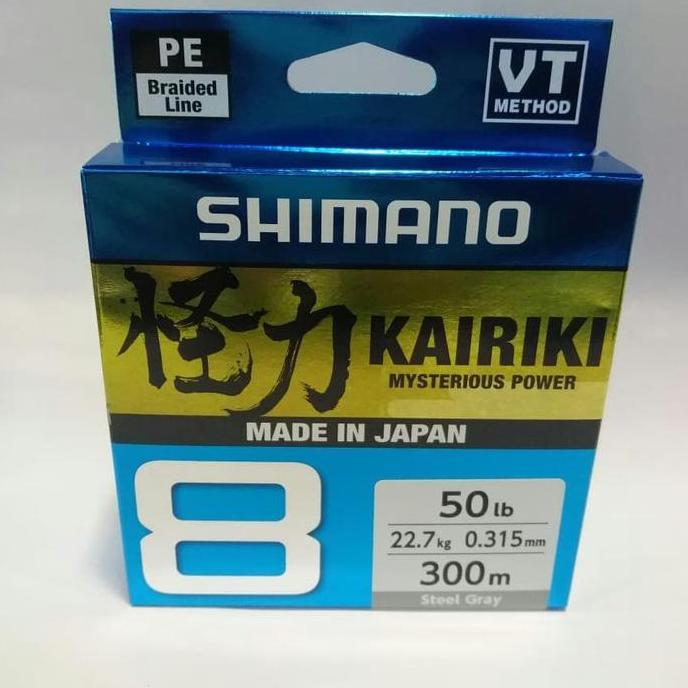 PE
Braided
Line
VT
METHOD
SHIMANO
怪力 KAIRIKI
MYSTERIOUS POWER
MADE IN JAPAN
8
50lb
22.7kg 0.315mm
300m
Steel Gray